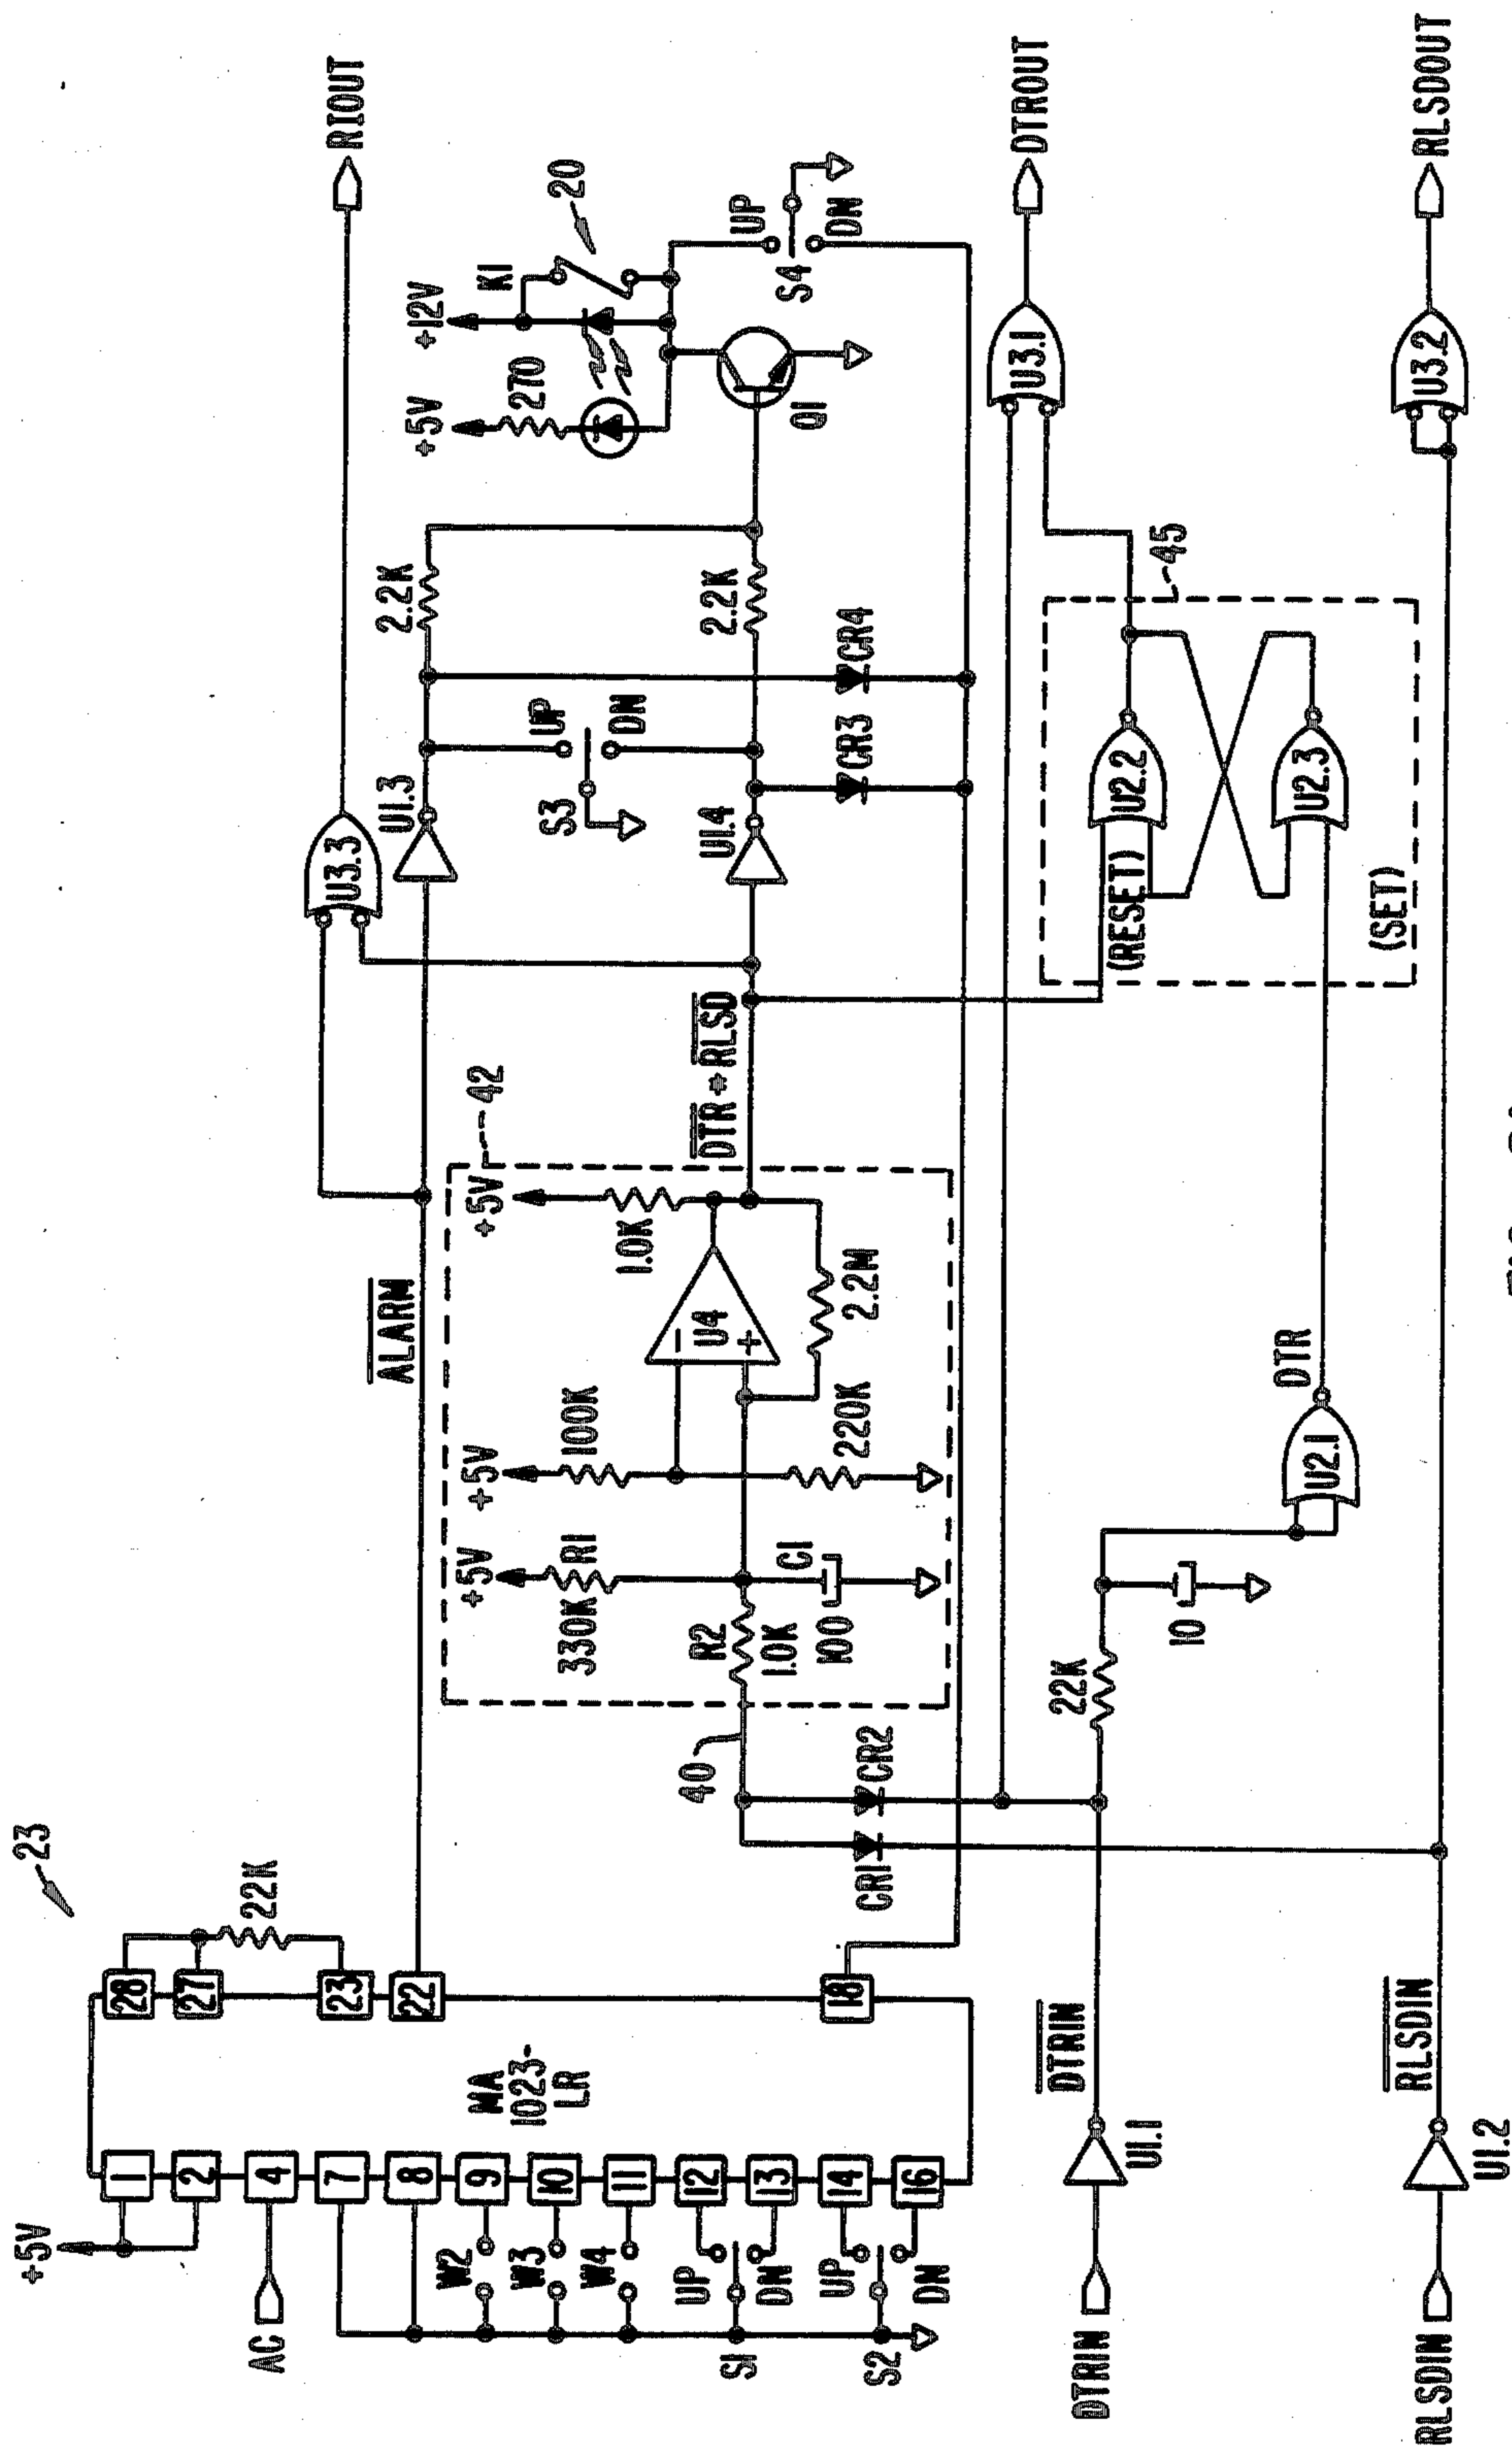 23
+5V
1
2
4
7
8
9
10
11
12
13
14
16
28
27
23
22
18
22K
MA
1023-
LR
AC
W2
W3
W4
UP
S1
DN
UP
S2
DN
ALARM
U3.3
RIOUT
U1.3
2.2K
+5V
270
+12V
K1
20
UP
S3
DN
Q1
UP
S4
DN
40
R2
1.0K
+5V
330K
R1
C1
100
+5V
100K
220K
U4
-
+
2.2M
+5V
1.0K
42
DTR * RLSD
U1.4
2.2K
CR3
CR4
CR1
CR2
DTRIN
U1.1
DTRIN
22K
10
U2.1
DTR
(RESET)
U2.2
U2.3
(SET)
45
U3.1
DTROUT
RLSDIN
U1.2
RLSDIN
U3.2
RLSDOUT